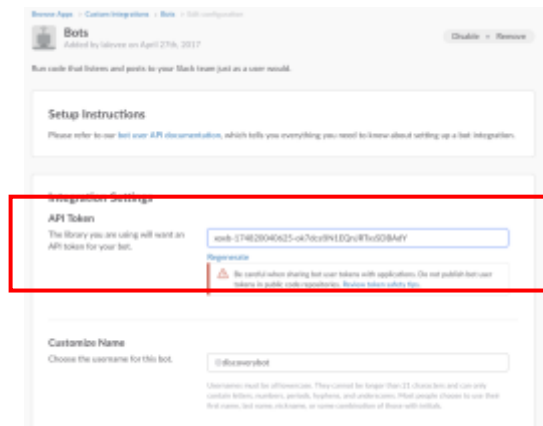 Browse Apps > Custom Integrations > Bots > Edit configuration
Bots
Added by on April 27th, 2017
Disable • Remove
Run code that listens and posts to your Slack team just as a user would.
Setup Instructions
Please refer to our bot user API documentation, which tells you everything you need to know about setting up a bot integration.
Integration Settings
API Token
The library you are using will want an
API token for your bot.
Regenerate
Be careful when sharing bot user tokens with applications. Do not publish bot user
tokens in public code repositories. Review token safety tips.
Customize Name
Choose the username for this bot.
@discoverybot
Usernames must be all lowercase. They cannot be longer than 21 characters and can only
contain letters, numbers, periods, hyphens, and underscores. Most people choose to use their
first name, last name, nickname, or some combination of those with initials.